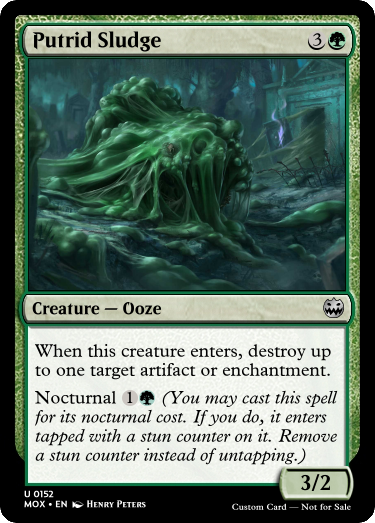 Putrid Sludge 3
Creature — Ooze
When this creature enters, destroy up
to one target artifact or enchantment.
Nocturnal 1 (You may cast this spell
for its nocturnal cost. If you do, it enters
tapped with a stun counter on it. Remove
a stun counter instead of untapping.)
3/2
U 0152
MOX • EN Henry Peters
Custom Card — Not for Sale